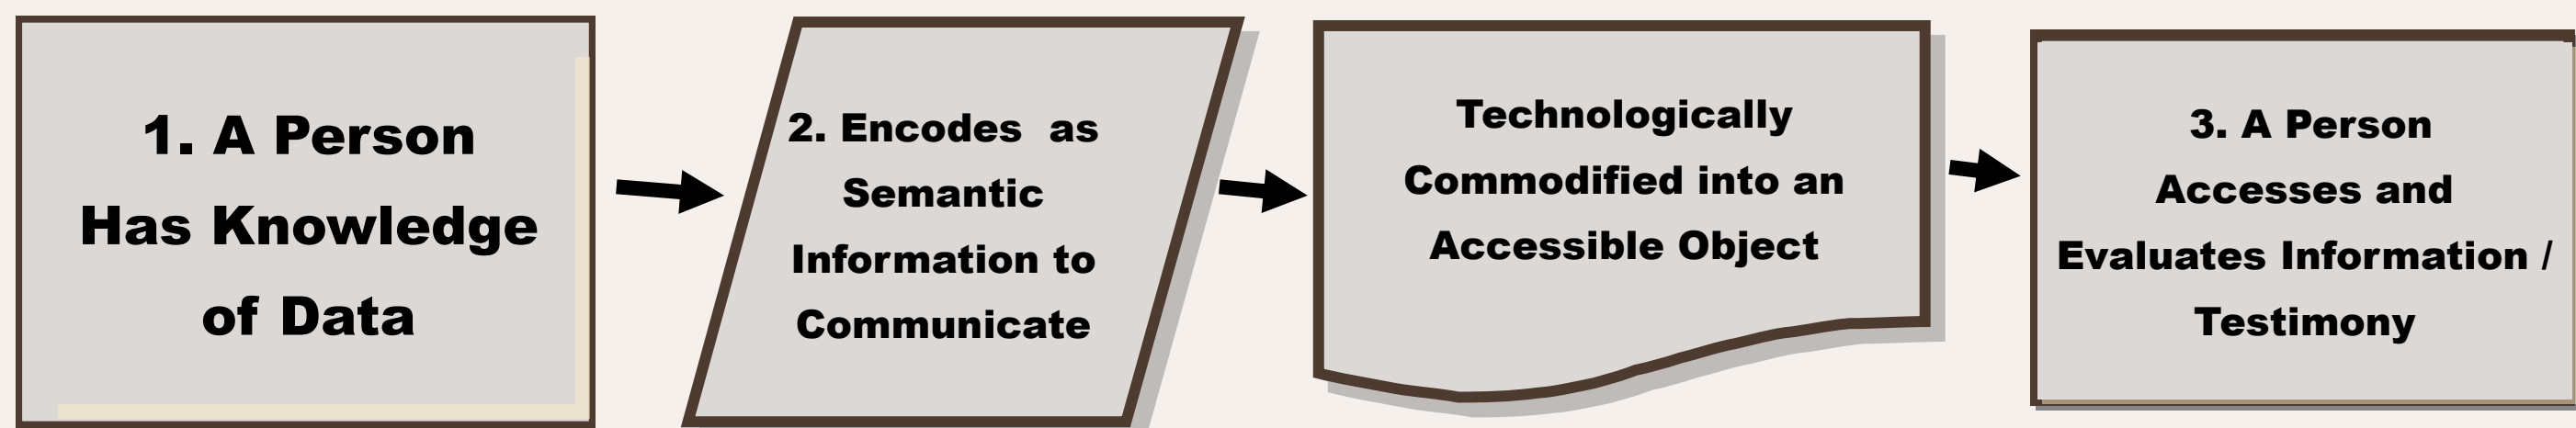 1. A Person
Has Knowledge
of Data
2. Encodes  as
Semantic
Information to
Communicate
Technologically
Commodified into an
Accessible Object
3. A Person
Accesses and
Evaluates Information /
Testimony